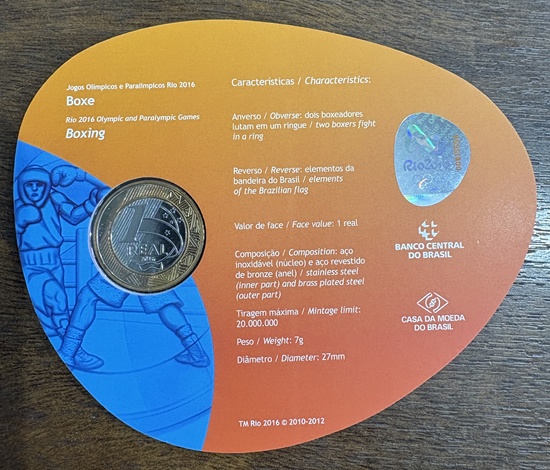 Jogos Olímpicos e Paralímpicos Rio 2016
Boxe
Rio 2016 Olympic and Paralympic Games
Boxing
1
REAL
Características / Characteristics:
Anverso / Obverse: dois boxeadores
lutam em um ringue / two boxers fight
in a ring
Reverso / Reverse: elementos da
bandeira do Brasil / elements
of the Brazilian flag
Valor de face / Face value: 1 real
Composição / Composition: aço
inoxidável (núcleo) e aço revestido
de bronze (anel) / stainless steel
(inner part) and brass plated steel
(outer part)
Tiragem máxima / Mintage limit:
20.000.000
Peso / Weight: 7g
Diâmetro / Diameter: 27mm
TM Rio 2016 © 2010-2012
Rio2016
BANCO CENTRAL
DO BRASIL
CASA DA MOEDA
DO BRASIL